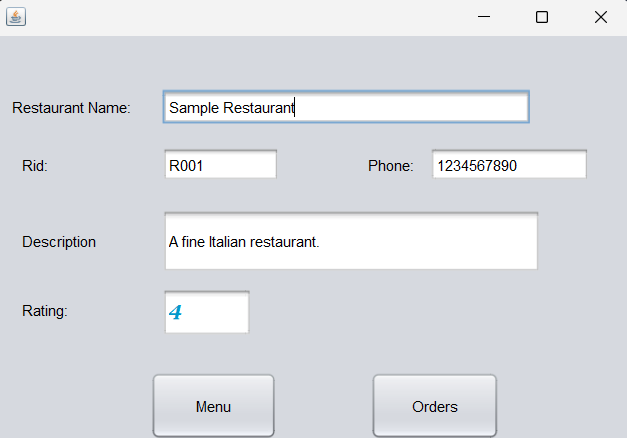 Restaurant Name: Sample Restaurant
Rid: R001 Phone: 1234567890
Description A fine Italian restaurant.
Rating: 4
Menu Orders